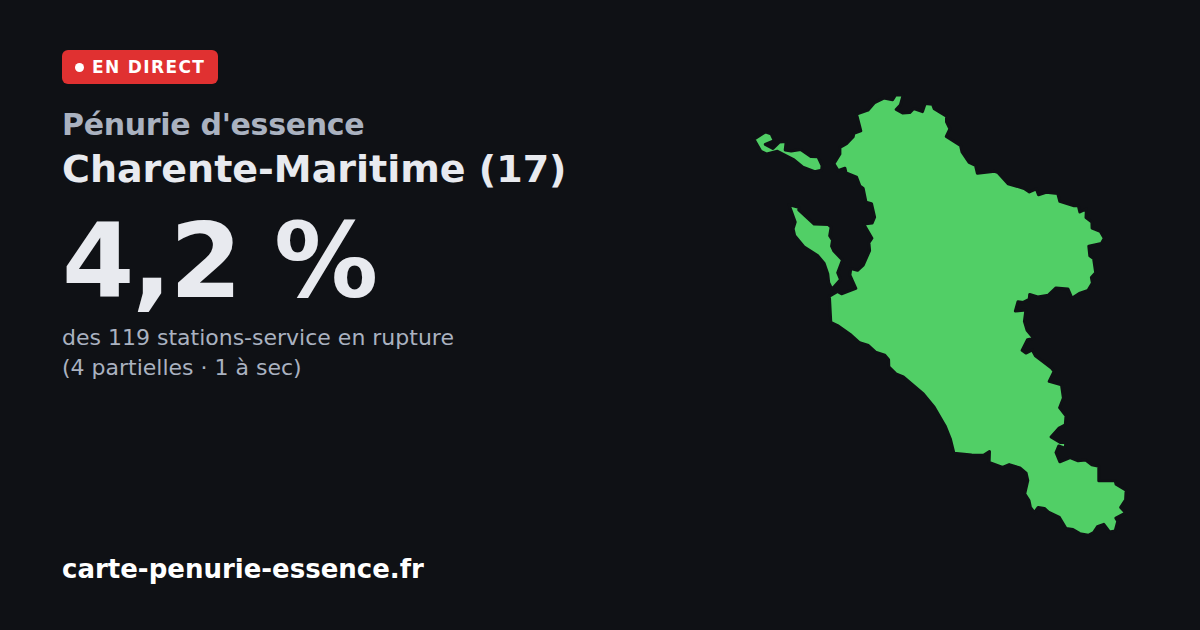 EN DIRECT
Pénurie d'essence
Charente-Maritime (17)
4,2 %
des 119 stations-service en rupture
(4 partielles · 1 à sec)
carte-penurie-essence.fr